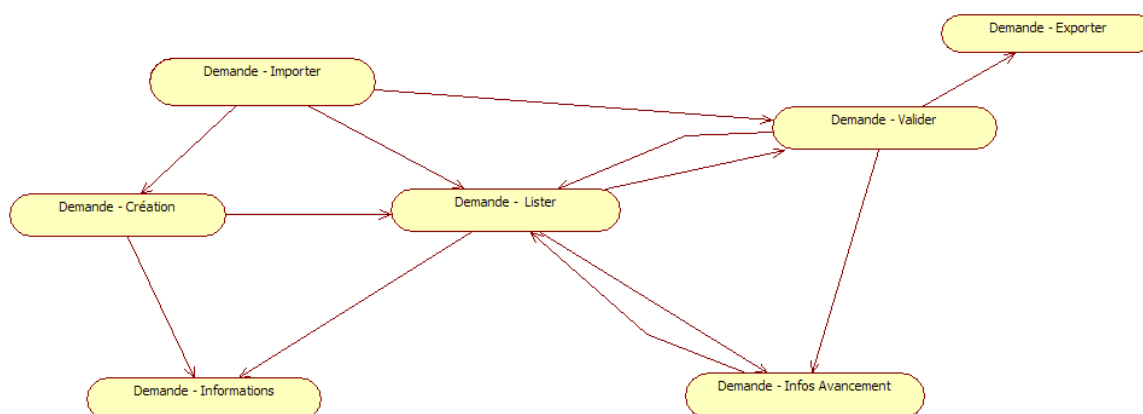 Demande - Exporter
Demande - Importer
Demande - Valider
Demande - Création
Demande - Lister
Demande - Informations
Demande - Infos Avancement